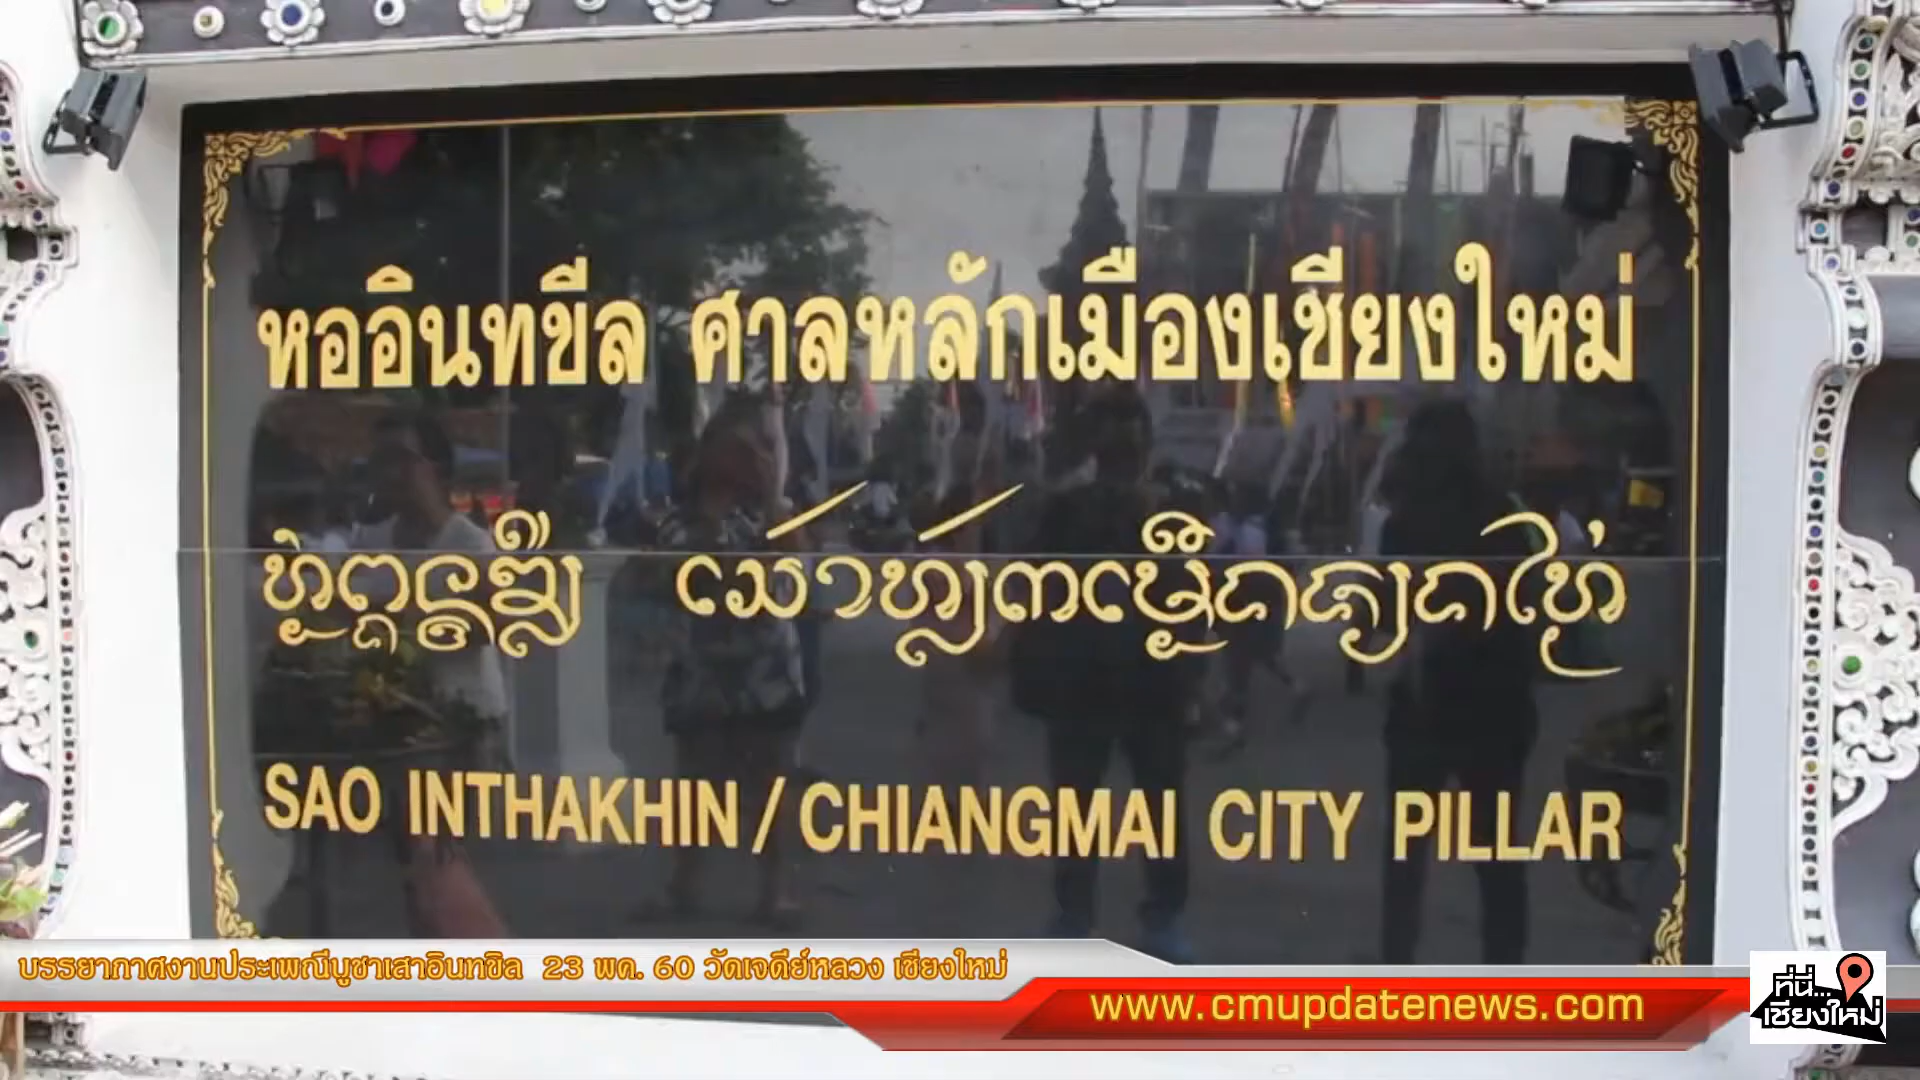 หออินทขีล ศาลหลักเมืองเชียงใหม่
SAO INTHAKHIN / CHIANGMAI CITY PILLAR
บรรยากาศงานประเพณีบูชาเสาอินทขิล 23 พค. 60 วัดเจดีย์หลวง เชียงใหม่
www.cmupdatenews.com
ที่นี่...
เชียงใหม่